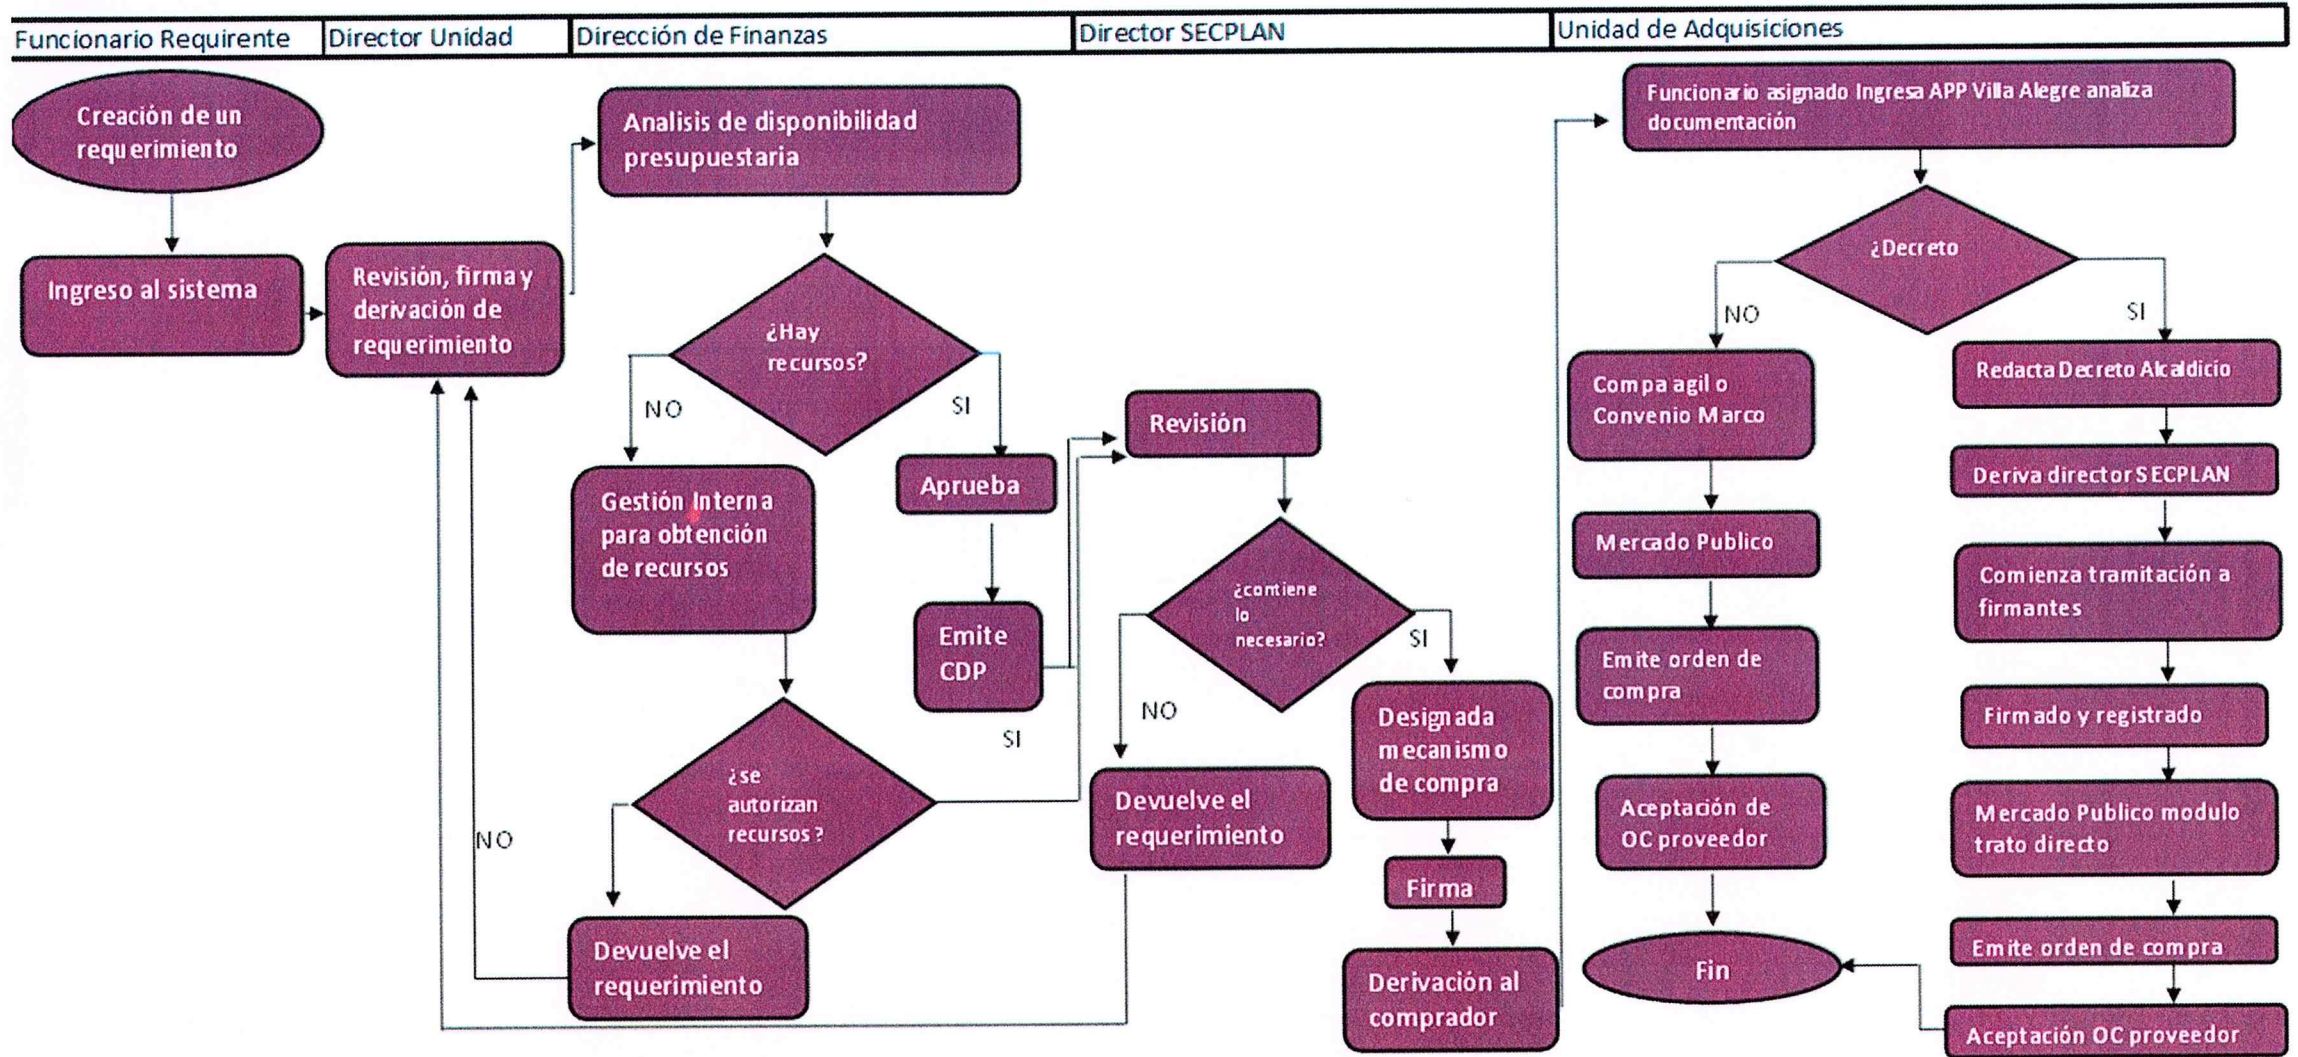 Funcionario Requirente
Director Unidad
Dirección de Finanzas
Director SECPLAN
Unidad de Adquisiciones
Creación de un
requerimiento
Ingreso al sistema
Revisión, firma y
derivación de
requerimiento
Analisis de disponibilidad
presupuestaria
¿Hay
recursos?
NO
SI
Gestión Interna
para obtención
de recursos
Aprueba
Emite
CDP
SI
¿se
autorizan
recursos ?
NO
Devuelve el
requerimiento
Revisión
¿contiene
lo
necesario?
NO
SI
Devuelve el
requerimiento
Designada
mecanismo
de compra
Firma
Derivación al
comprador
Funcionario asignado Ingresa APP Villa Alegre analiza
documentación
¿Decreto
NO
SI
Compa agil o
Convenio Marco
Mercado Publico
Emite orden de
compra
Aceptación de
OC proveedor
Fin
Redacta Decreto Alcaldicio
Deriva director SECPLAN
Comienza tramitación a
firmantes
Firmado y registrado
Mercado Publico modulo
trato directo
Emite orden de compra
Aceptación OC proveedor